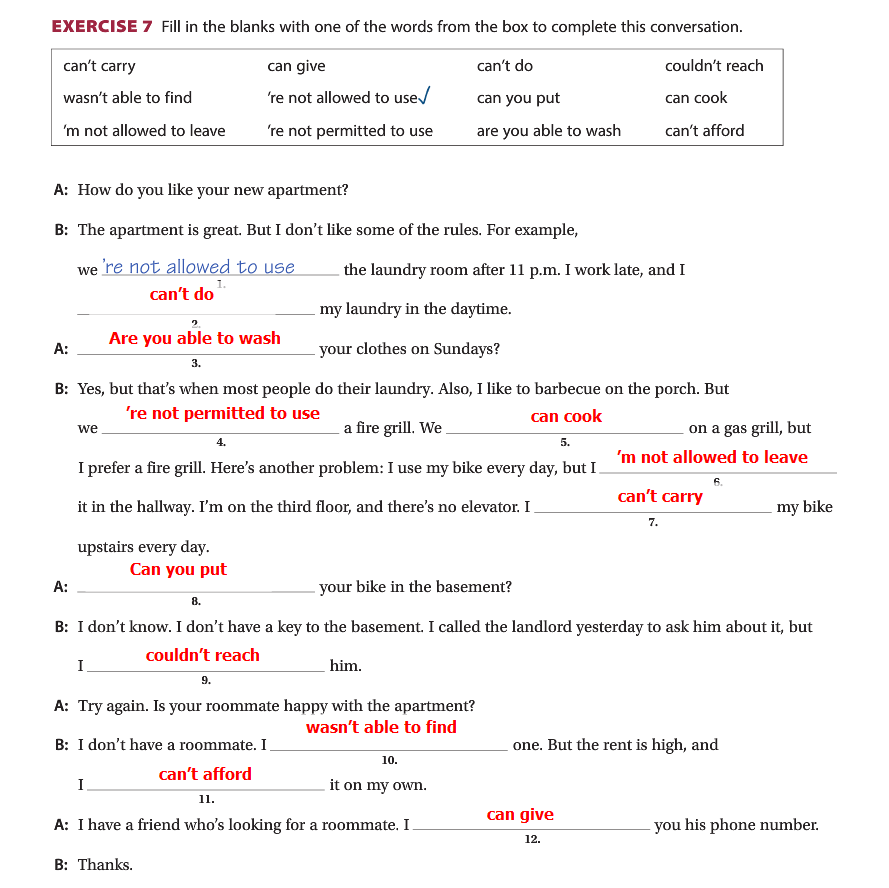 EXERCISE 7 Fill in the blanks with one of the words from the box to complete this conversation.
can't carry can give can't do couldn't reach
wasn't able to find 're not allowed to use✓ can you put can cook
'm not allowed to leave 're not permitted to use are you able to wash can't afford
A: How do you like your new apartment?
B: The apartment is great. But I don't like some of the rules. For example,
we 're not allowed to use the laundry room after 11 p.m. I work late, and I
1.
can't do my laundry in the daytime.
2.
A: Are you able to wash your clothes on Sundays?
3.
B: Yes, but that's when most people do their laundry. Also, I like to barbecue on the porch. But
we 're not permitted to use a fire grill. We can cook on a gas grill, but
4. 5.
I prefer a fire grill. Here's another problem: I use my bike every day, but I 'm not allowed to leave
6.
it in the hallway. I'm on the third floor, and there's no elevator. I can't carry my bike
7.
upstairs every day.
A: Can you put your bike in the basement?
8.
B: I don't know. I don't have a key to the basement. I called the landlord yesterday to ask him about it, but
I couldn't reach him.
9.
A: Try again. Is your roommate happy with the apartment?
B: I don't have a roommate. I wasn't able to find one. But the rent is high, and
10.
I can't afford it on my own.
11.
A: I have a friend who's looking for a roommate. I can give you his phone number.
12.
B: Thanks.